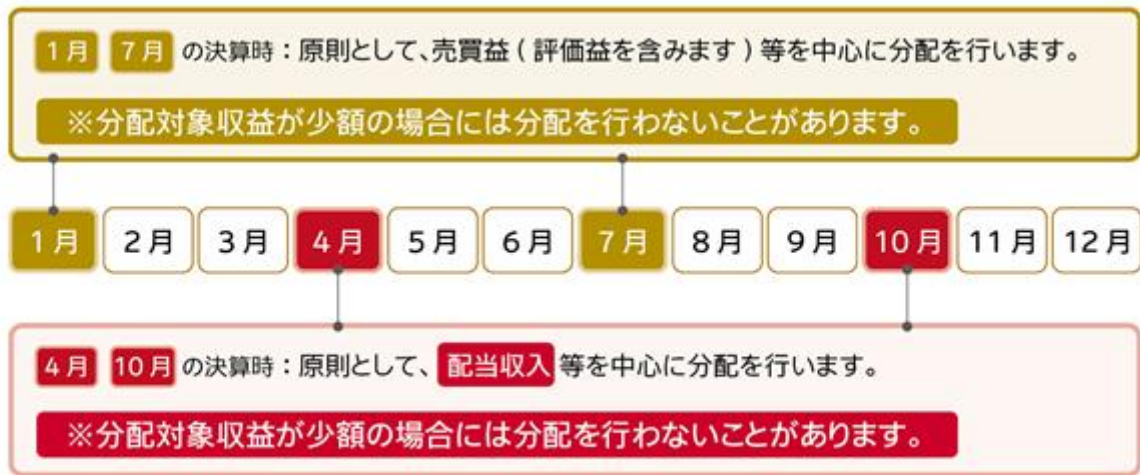 1月 7月 の決算時：原則として、売買益（評価益を含みます）等を中心に分配を行います。
※分配対象収益が少額の場合には分配を行わないことがあります。
1月 2月 3月 4月 5月 6月 7月 8月 9月 10月 11月 12月
4月 10月 の決算時：原則として、配当収入等を中心に分配を行います。
※分配対象収益が少額の場合には分配を行わないことがあります。